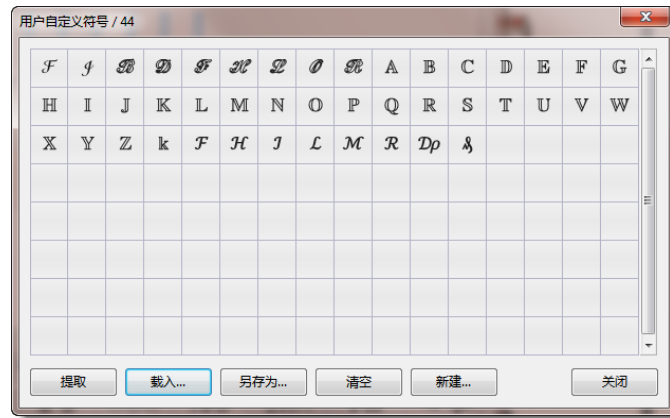 用户自定义符号 / 44
ℱ ℊ ℬ 𝒟 ℱ ℋ ℒ 𝒪 ℛ 𝔸 𝔹 ℂ 𝔻 𝔼 𝔽 𝔾
ℍ 𝕀 𝕁 𝕂 𝕃 𝕄 ℕ 𝕆 ℙ ℚ ℝ 𝕊 𝕋 𝕌 𝕍 𝕎
𝕏 𝕐 ℤ 𝕜 ℱ ℋ ℐ ℒ ℳ ℛ 𝒟ρ
提取 载入... 另存为... 清空 新建... 关闭